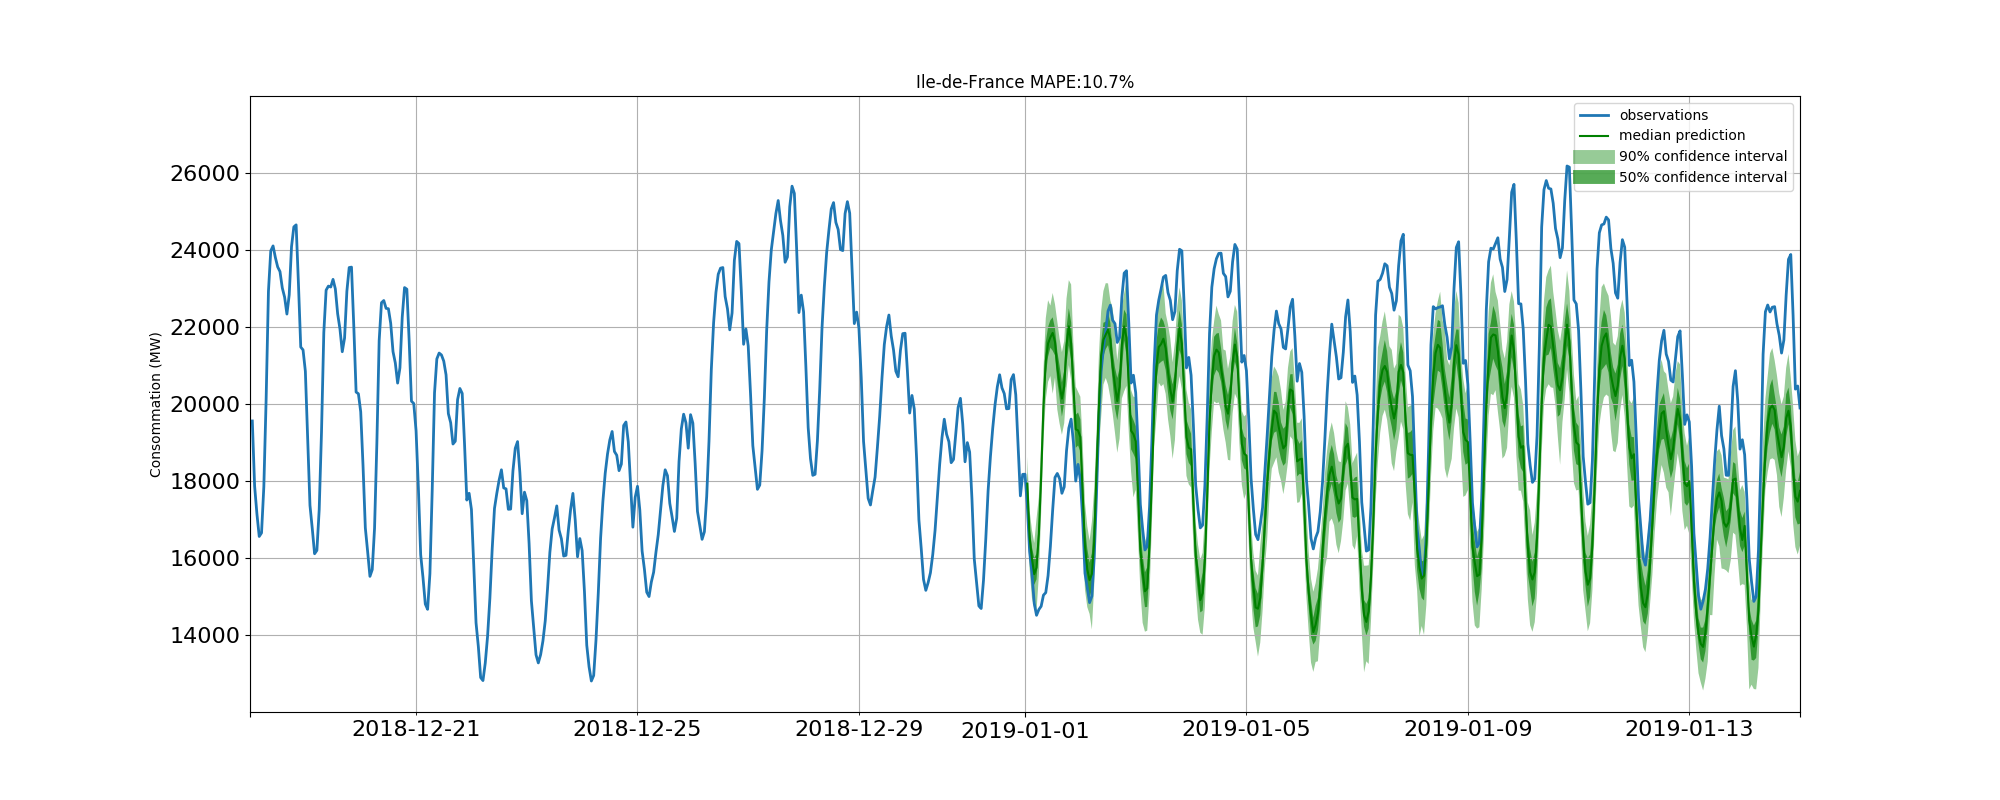 Ile-de-France MAPE:10.7%
observations
median prediction
90% confidence interval
50% confidence interval
Consommation (MW)
26000
24000
22000
20000
18000
16000
14000
2018-12-21 2018-12-25 2018-12-29 2019-01-01 2019-01-05 2019-01-09 2019-01-13